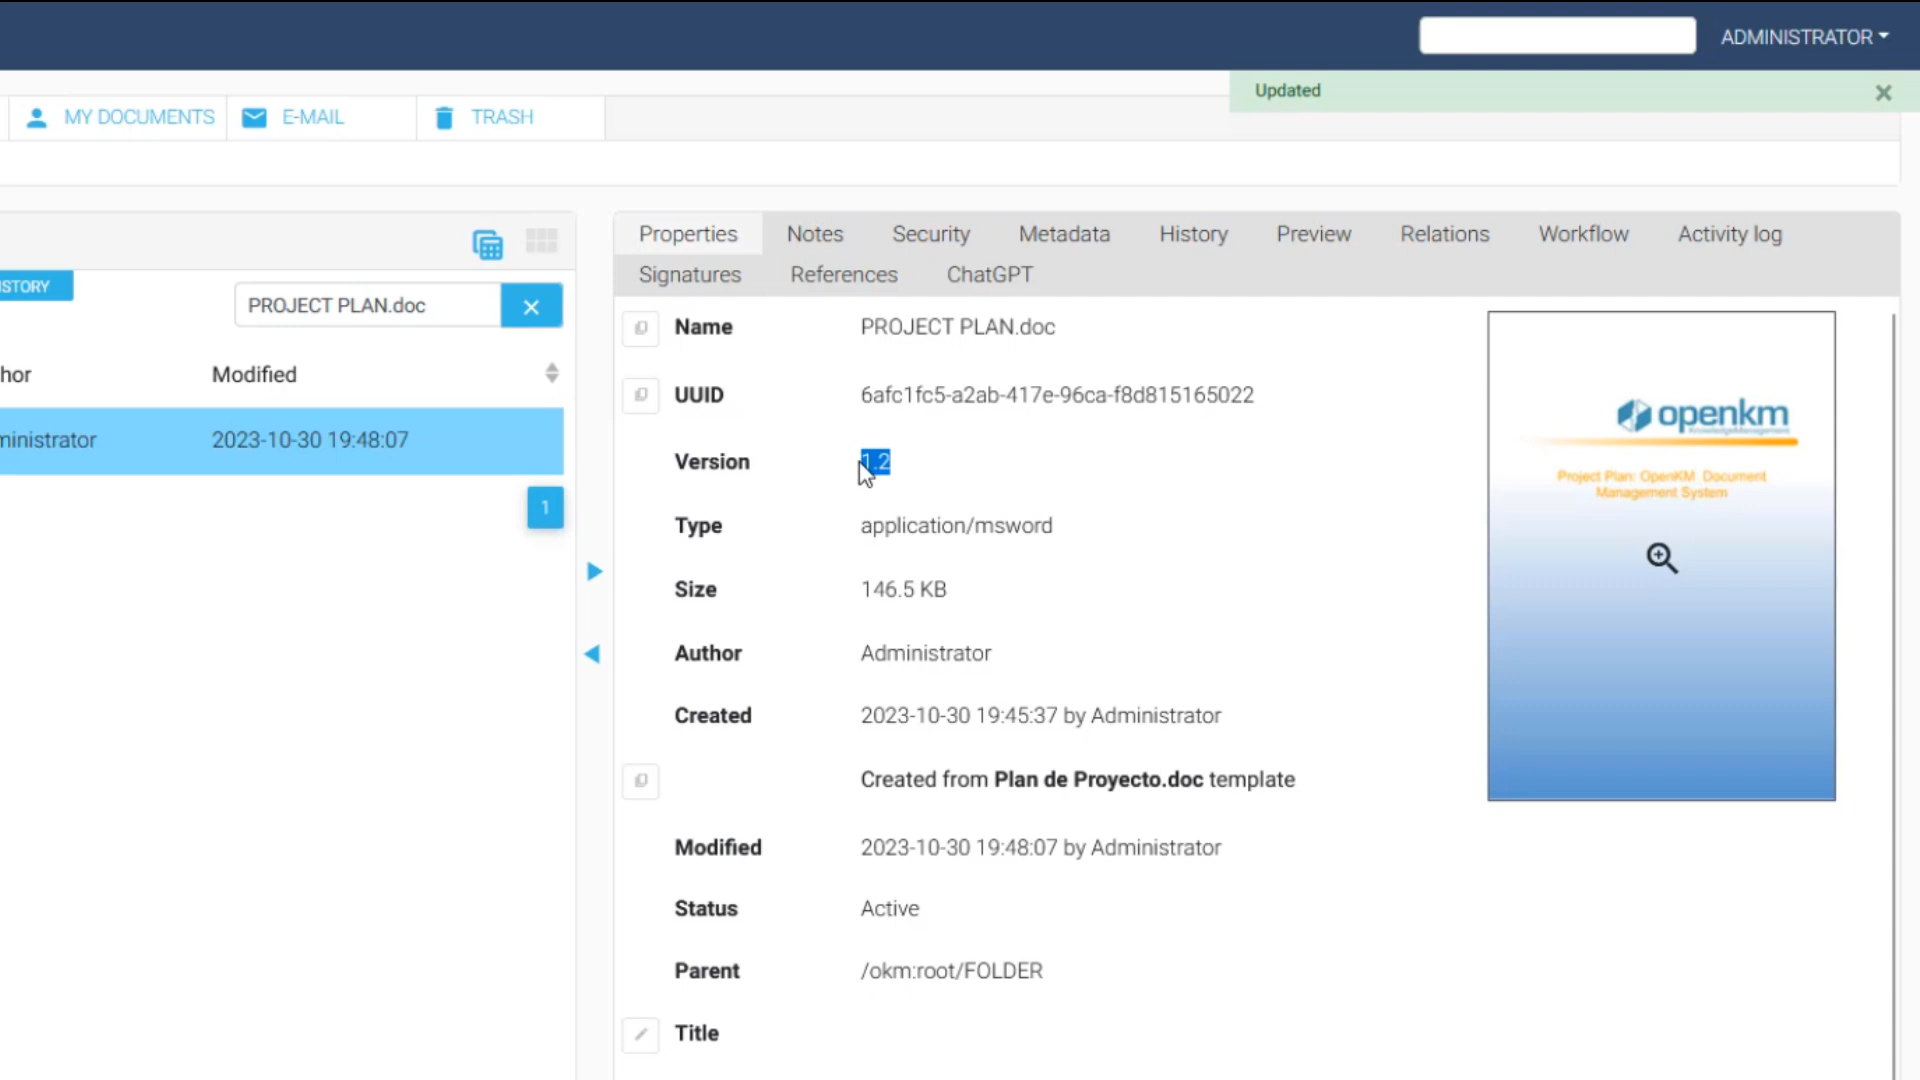 ADMINISTRATOR
Updated
MY DOCUMENTS
E-MAIL
TRASH
Properties
Notes
Security
Metadata
History
Preview
Relations
Workflow
Activity log
Signatures
References
ChatGPT
ISTORY
PROJECT PLAN.doc
hor
Modified
ministrator
2023-10-30 19:48:07
1
Name
PROJECT PLAN.doc
UUID
6afc1fc5-a2ab-417e-96ca-f8d815165022
Version
1.2
Type
application/msword
Size
146.5 KB
Author
Administrator
Created
2023-10-30 19:45:37 by Administrator
Created from Plan de Proyecto.doc template
Modified
2023-10-30 19:48:07 by Administrator
Status
Active
Parent
/okm:root/FOLDER
Title
openkm
KnowledgeManagement
Project Plan: OpenKM Document
Management System